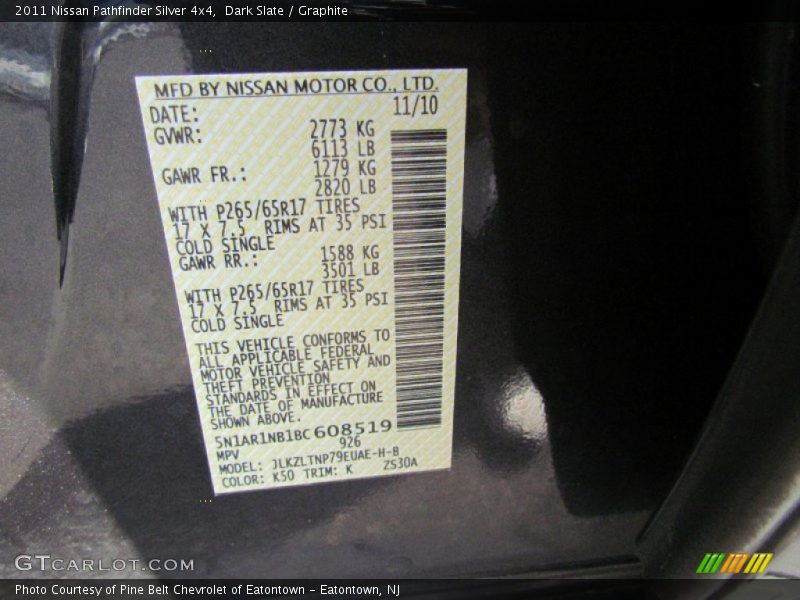 2011 Nissan Pathfinder Silver 4x4, Dark Slate / Graphite
MFD BY NISSAN MOTOR CO., LTD.
DATE: 11/10
GVWR: 2773 KG
6113 LB
GAWR FR.: 1279 KG
2820 LB
WITH P265/65R17 TIRES
17 X 7.5 RIMS AT 35 PSI
COLD SINGLE
GAWR RR.: 1588 KG
3501 LB
WITH P265/65R17 TIRES
17 X 7.5 RIMS AT 35 PSI
COLD SINGLE
THIS VEHICLE CONFORMS TO
ALL APPLICABLE FEDERAL
MOTOR VEHICLE SAFETY AND
THEFT PREVENTION
STANDARDS IN EFFECT ON
THE DATE OF MANUFACTURE
SHOWN ABOVE.
5N1AR1NB1BC608519
MPV 926
MODEL: JLKZLTNP79EUAE-H-B
COLOR: K50 TRIM: K ZS30A
GTCARLOT.COM
Photo Courtesy of Pine Belt Chevrolet of Eatontown – Eatontown, NJ